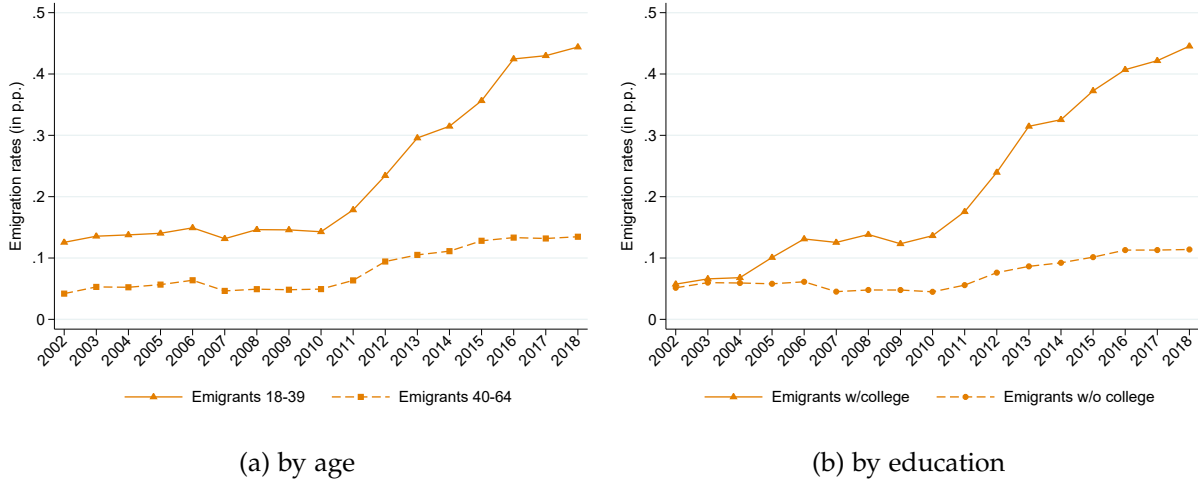 Emigration rates (in p.p.)
.5
.4
.3
.2
.1
0
2002 2003 2004 2005 2006 2007 2008 2009 2010 2011 2012 2013 2014 2015 2016 2017 2018
Emigrants 18-39 Emigrants 40-64
(a) by age
Emigration rates (in p.p.)
.5
.4
.3
.2
.1
0
2002 2003 2004 2005 2006 2007 2008 2009 2010 2011 2012 2013 2014 2015 2016 2017 2018
Emigrants w/college Emigrants w/o college
(b) by education